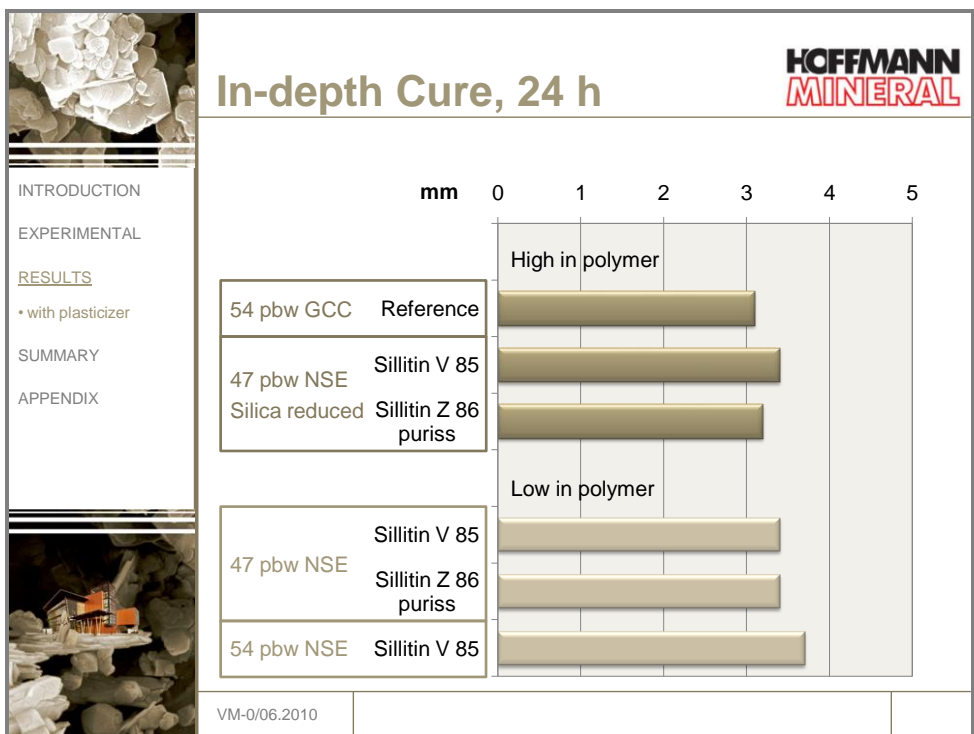 HOFFMANN
MINERAL
In-depth Cure, 24 h
INTRODUCTION
EXPERIMENTAL
RESULTS
• with plasticizer
SUMMARY
APPENDIX
mm 0 1 2 3 4 5
High in polymer
54 pbw GCC Reference
47 pbw NSE
Silica reduced
Sillitin V 85
Sillitin Z 86
puriss
Low in polymer
47 pbw NSE
Sillitin V 85
Sillitin Z 86
puriss
54 pbw NSE Sillitin V 85
VM-0/06.2010